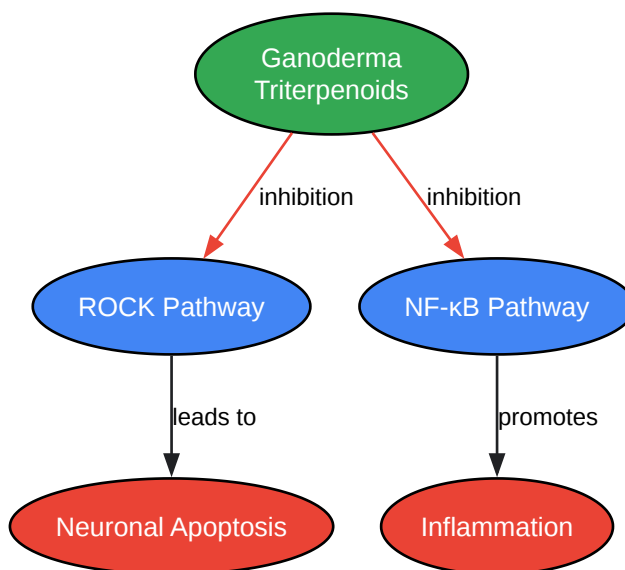 Ganoderma
Triterpenoids
inhibition
inhibition
ROCK Pathway
NF-κB Pathway
leads to
promotes
Neuronal Apoptosis
Inflammation